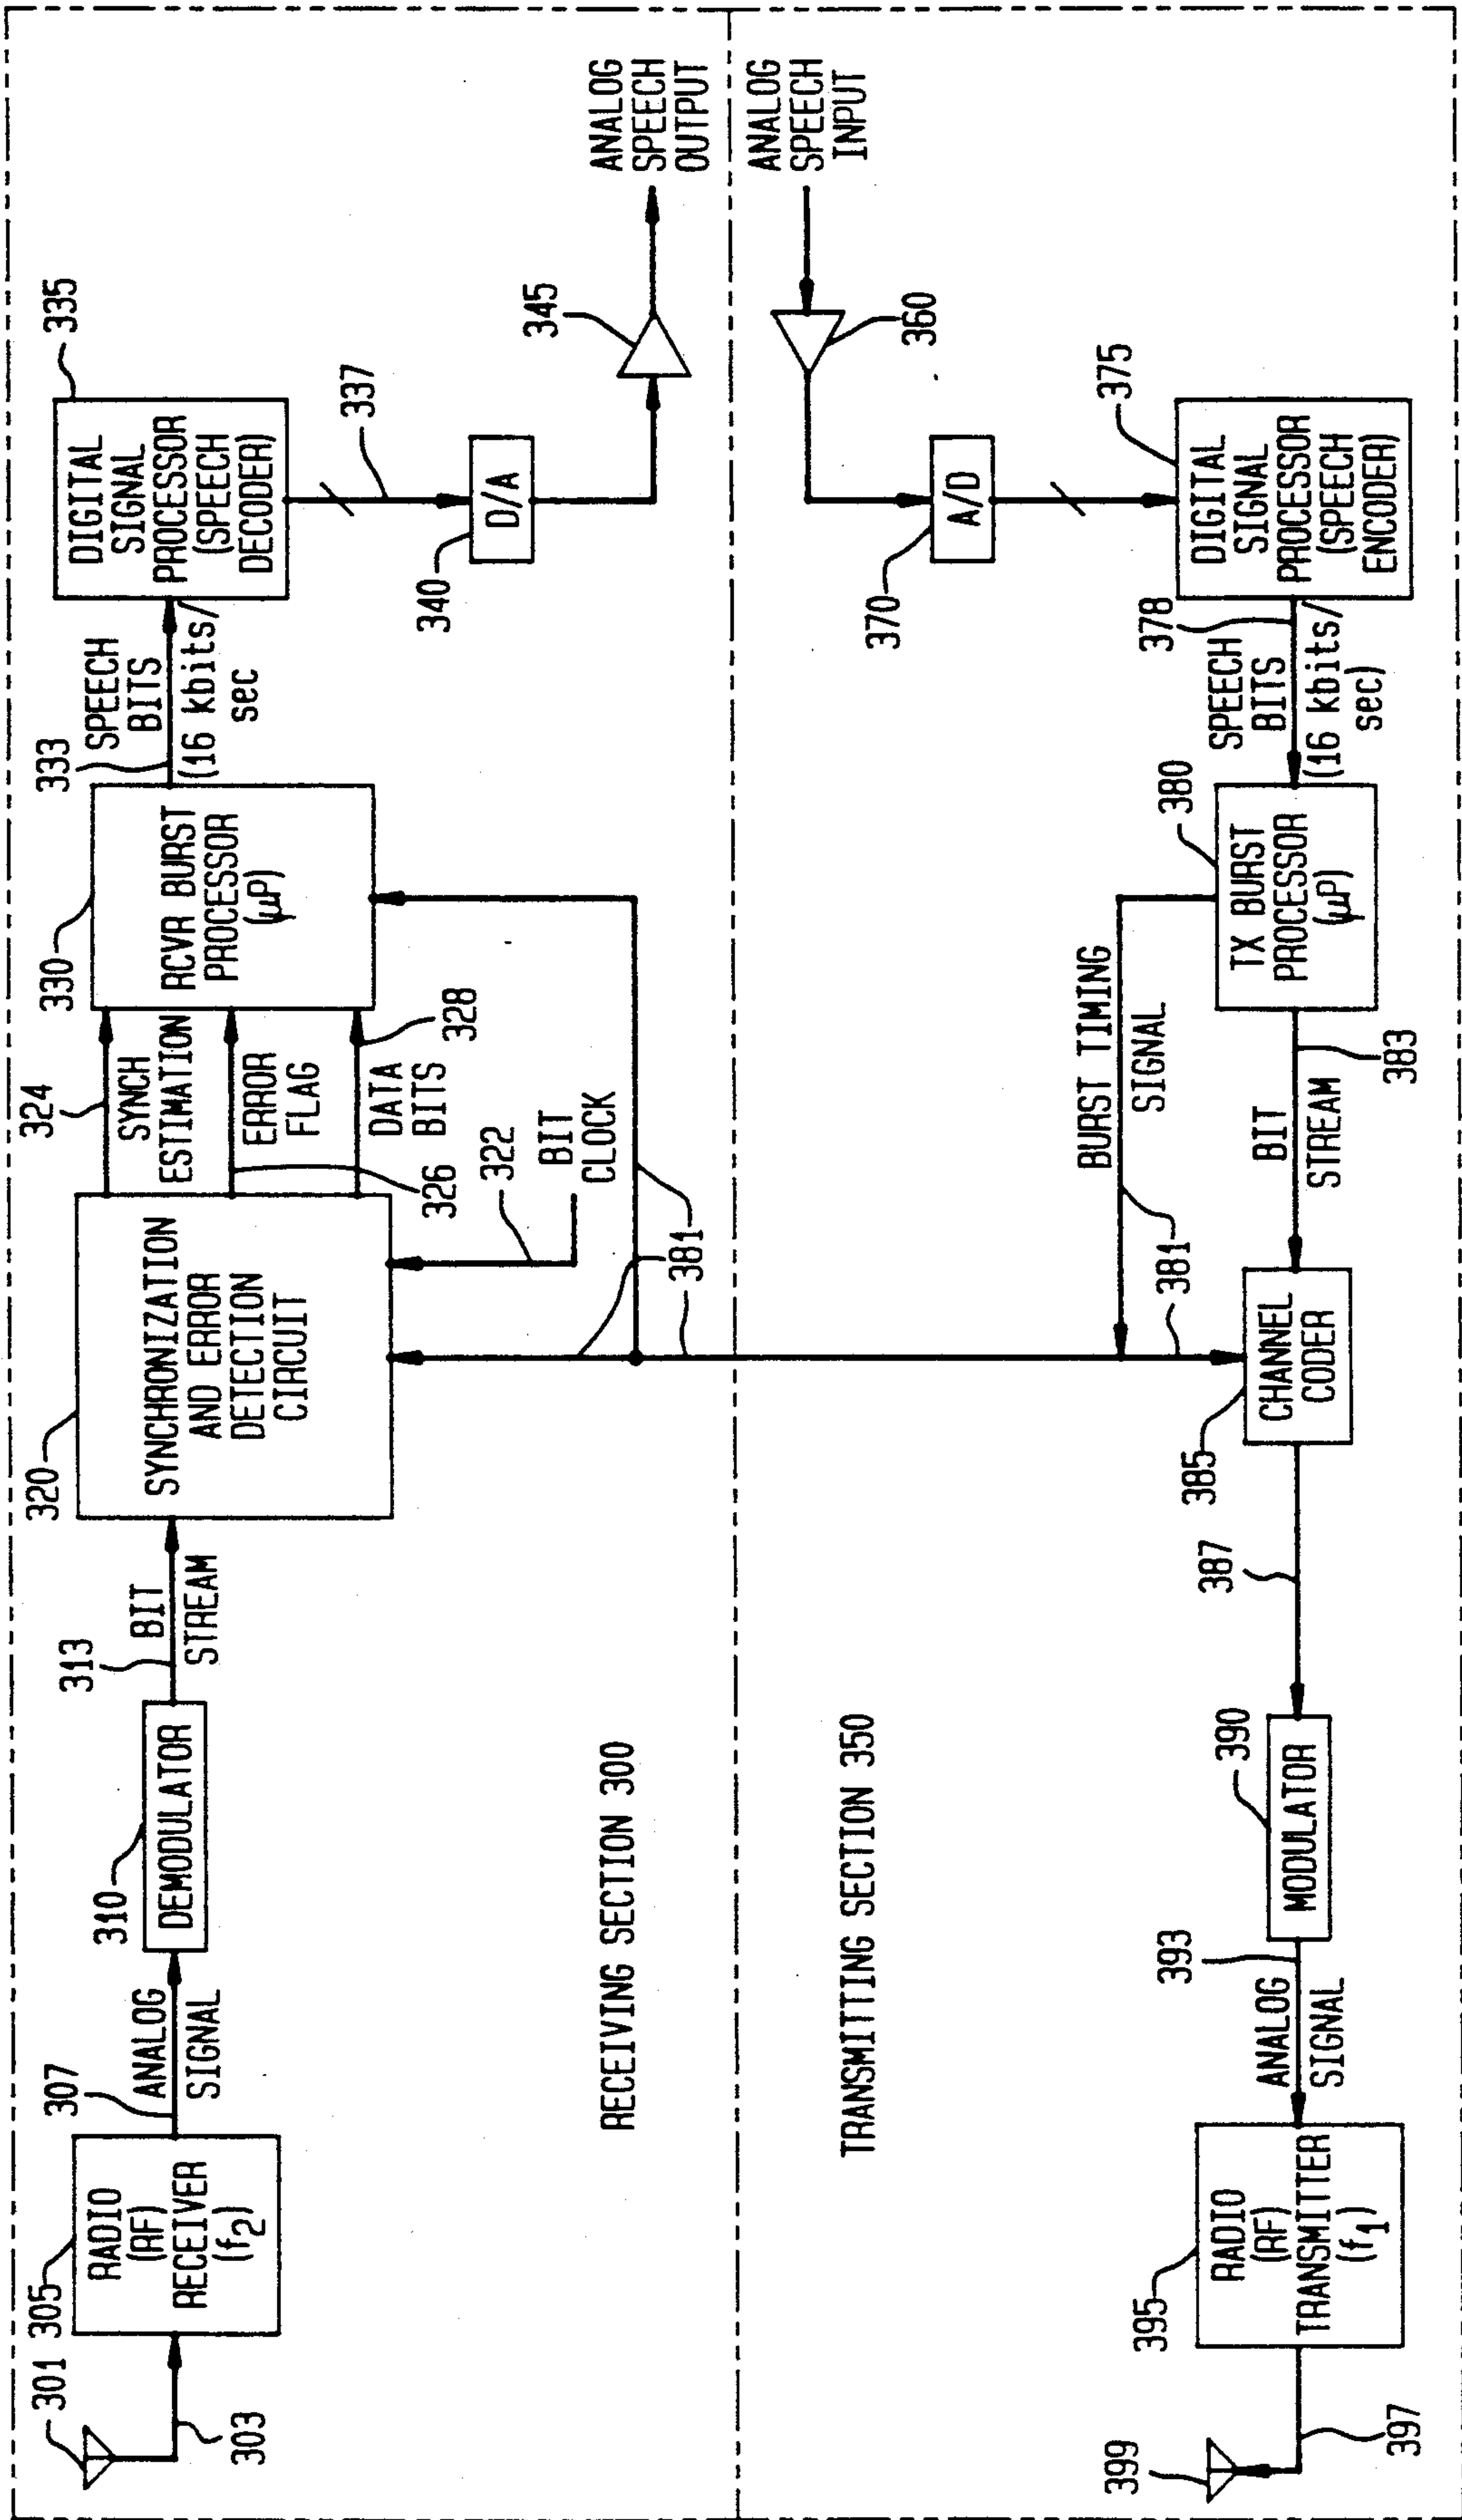 301
303
305
RADIO
(RF)
RECEIVER
(f2)
307
ANALOG
SIGNAL
310
DEMODULATOR
313
BIT
STREAM
320
SYNCHRONIZATION
AND ERROR
DETECTION
CIRCUIT
324
SYNCH
ESTIMATION
ERROR
FLAG
326
DATA
BITS
328
322
BIT
CLOCK
381
330
RCVR BURST
PROCESSOR
(μP)
333
SPEECH
BITS
(16 kbits/
sec
335
DIGITAL
SIGNAL
PROCESSOR
(SPEECH
DECODER)
337
340
D/A
345
ANALOG
SPEECH
OUTPUT
RECEIVING SECTION 300
TRANSMITTING SECTION 350
ANALOG
SPEECH
INPUT
360
370
A/D
375
DIGITAL
SIGNAL
PROCESSOR
(SPEECH
ENCODER)
378
SPEECH
BITS
(16 kbits/
sec)
380
TX BURST
PROCESSOR
(μP)
BURST TIMING
SIGNAL
381
383
BIT
STREAM
385
CHANNEL
CODER
387
390
MODULATOR
393
ANALOG
SIGNAL
395
RADIO
(RF)
TRANSMITTER
(f1)
397
399